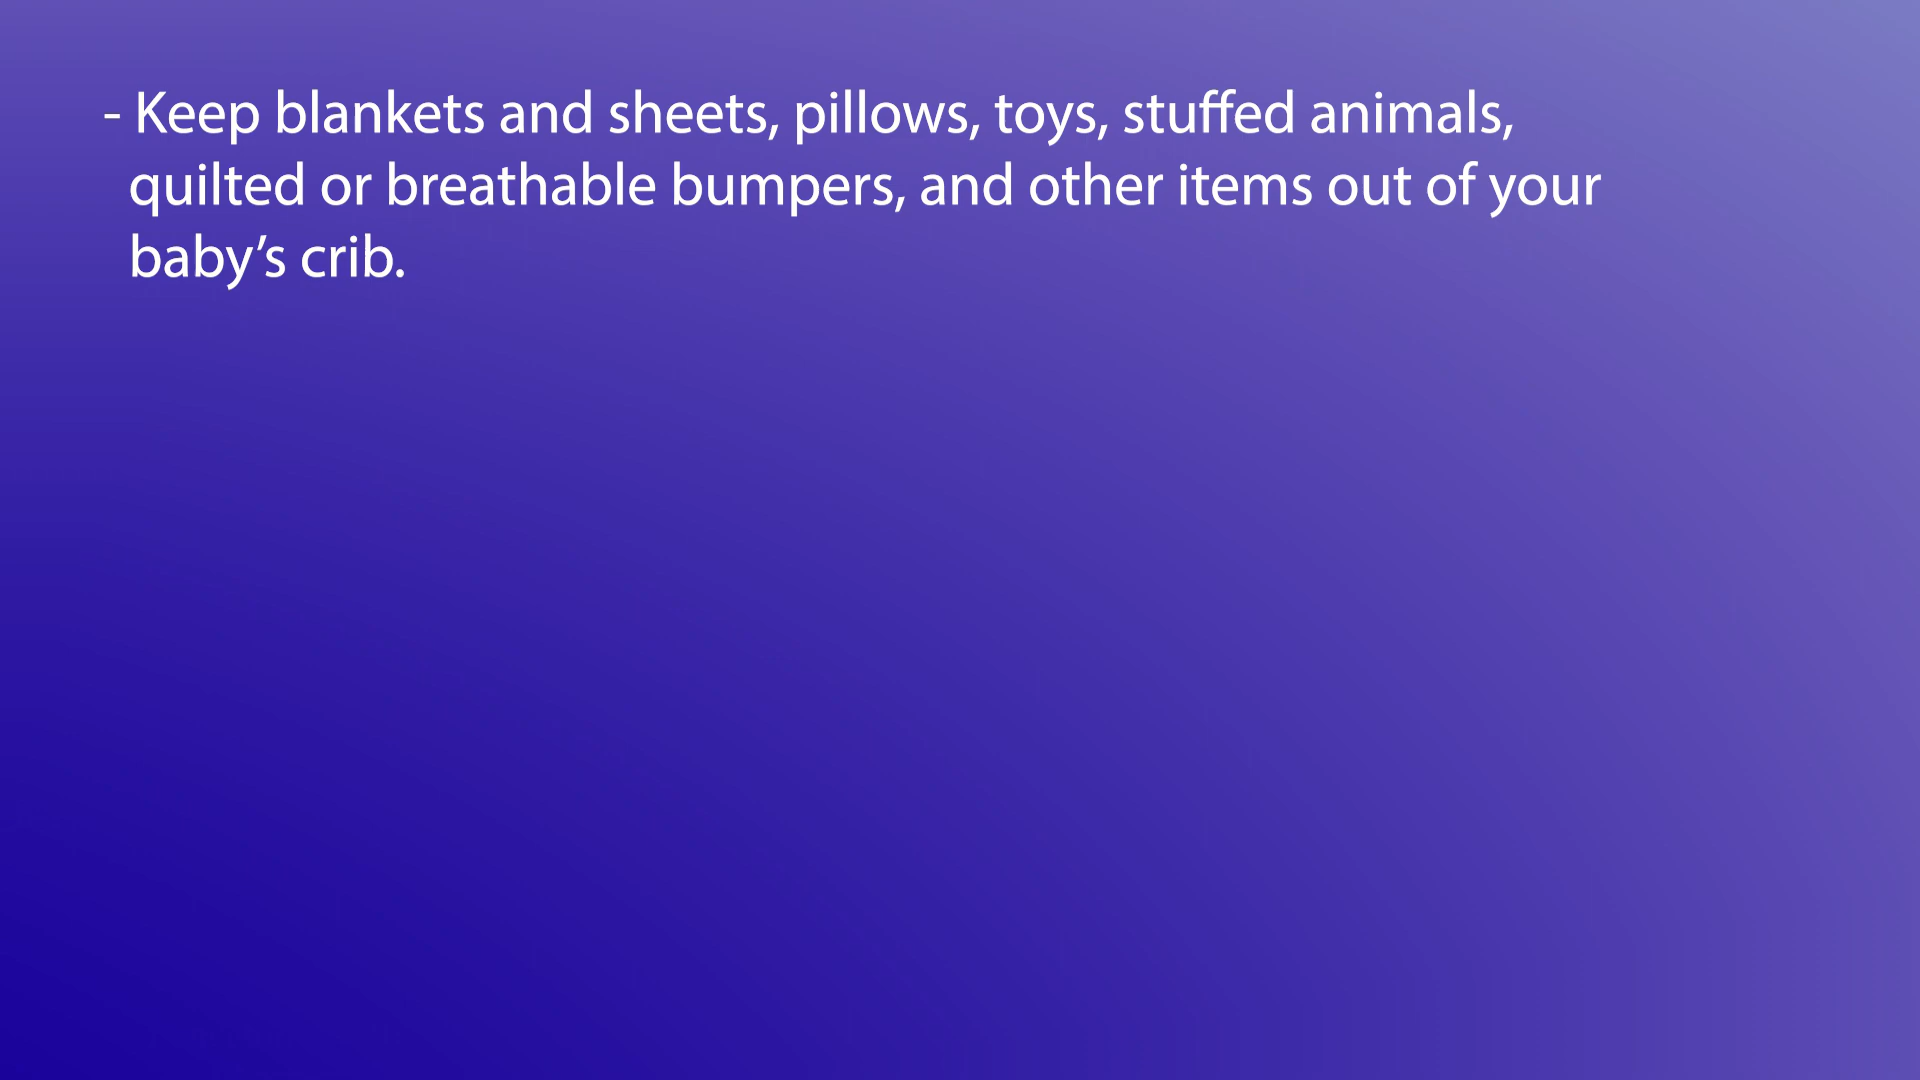 - Keep blankets and sheets, pillows, toys, stuffed animals,
quilted or breathable bumpers, and other items out of your
baby’s crib.